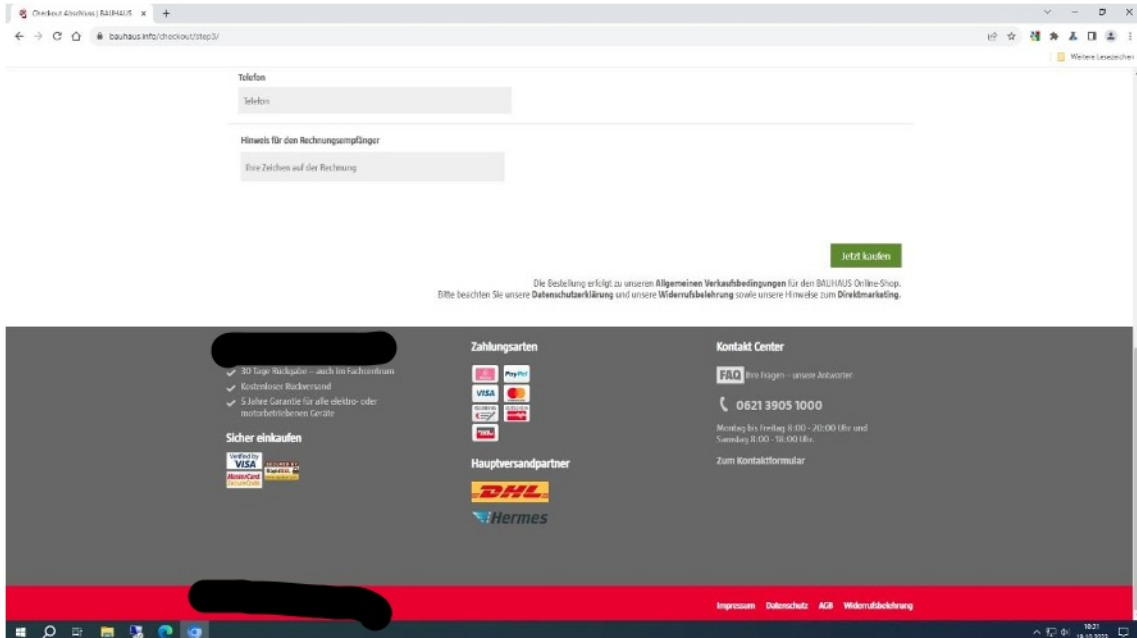 Checkout Abschluss | BAUHAUS
bauhaus.info/checkout/step3/
Weitere Lesezeichen
Telefon
Telefon
Hinweis für den Rechnungsempfänger
Ihre Zeichen auf der Rechnung
Jetzt kaufen
Die Bestellung erfolgt zu unseren Allgemeinen Verkaufsbedingungen für den BAUHAUS Online-Shop.
Bitte beachten Sie unsere Datenschutzerklärung und unsere Widerrufsbelehrung sowie unsere Hinweise zum Direktmarketing.
30 Tage Rückgabe – auch im Fachcentrum
Kostenloser Rückversand
5 Jahre Garantie für alle elektro- oder
motorbetriebenen Geräte
Sicher einkaufen
Verified by
VISA
MasterCard
SecureCode
Zahlungsarten
PayPal
VISA
Hauptversandpartner
DHL
Hermes
Kontakt Center
FAQ Ihre Fragen – unsere Antworten
0621 3905 1000
Montag bis Freitag 8:00 - 20:00 Uhr und
Samstag 8:00 - 18:00 Uhr.
Zum Kontaktformular
Impressum Datenschutz AGB Widerrufsbelehrung
10:21